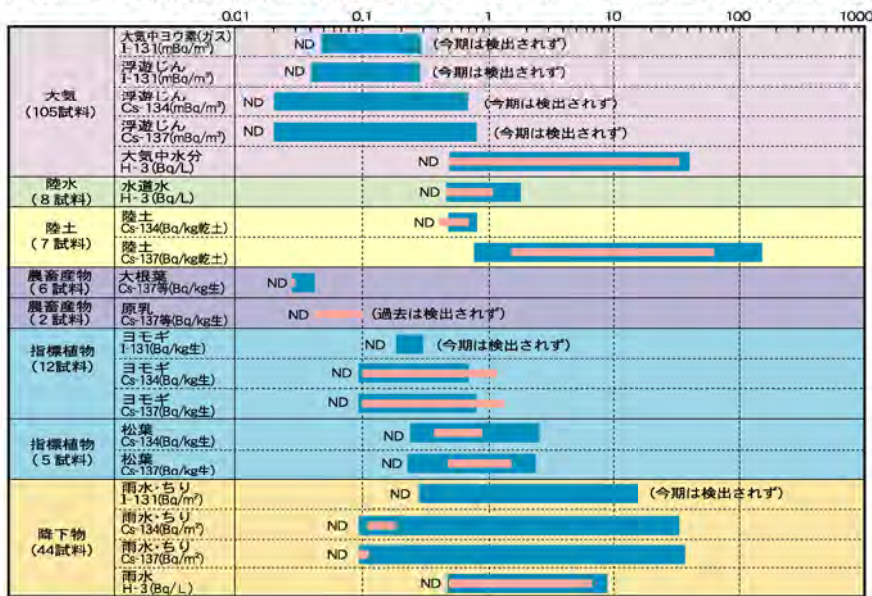 0.01 0.1 1 10 100 1000
大気
(105試料)
大気中ヨウ素(ガス)
I-131(mBq/m³)
ND
(今期は検出されず)
浮遊じん
I-131(mBq/m³)
ND
(今期は検出されず)
浮遊じん
Cs-134(mBq/m³)
ND
(今期は検出されず)
浮遊じん
Cs-137(mBq/m³)
ND
(今期は検出されず)
大気中水分
H-3(Bq/L)
ND
陸水
(8試料)
水道水
H-3(Bq/L)
ND
陸土
(7試料)
陸土
Cs-134(Bq/kg乾土)
ND
陸土
Cs-137(Bq/kg乾土)
農畜産物
(6試料)
大根葉
Cs-137等(Bq/kg生)
ND
農畜産物
(2試料)
原乳
Cs-137等(Bq/kg生)
ND
(過去は検出されず)
指標植物
(12試料)
ヨモギ
I-131(Bq/kg生)
ND
(今期は検出されず)
ヨモギ
Cs-134(Bq/kg生)
ND
ヨモギ
Cs-137(Bq/kg生)
ND
指標植物
(5試料)
松葉
Cs-134(Bq/kg生)
ND
松葉
Cs-137(Bq/kg生)
ND
降下物
(44試料)
雨水・ちり
I-131(Bq/m²)
ND
(今期は検出されず)
雨水・ちり
Cs-134(Bq/m²)
ND
雨水・ちり
Cs-137(Bq/m²)
ND
雨水
H-3(Bq/L)
ND